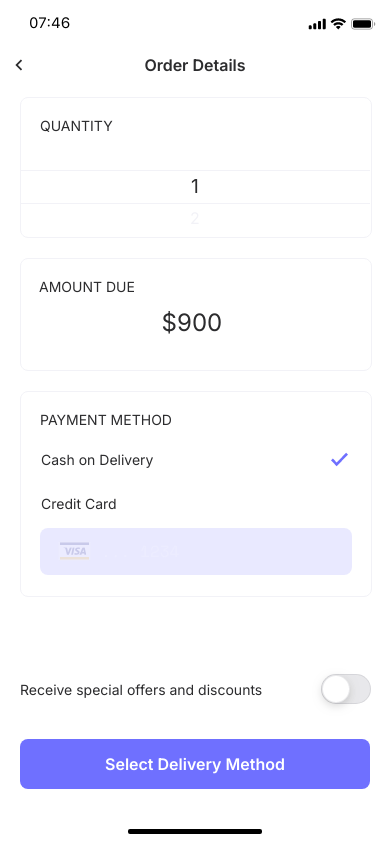 07:46
Order Details
QUANTITY
1
2
AMOUNT DUE
$900
PAYMENT METHOD
Cash on Delivery
Credit Card
VISA
Receive special offers and discounts
Select Delivery Method